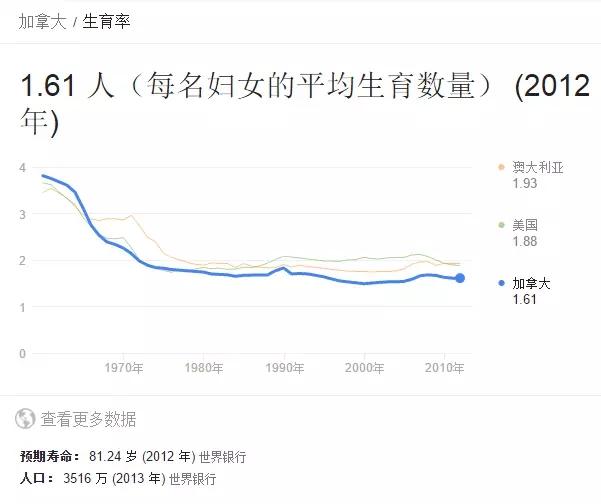 加拿大 / 生育率
1.61 人（每名妇女的平均生育数量） (2012
年)
4
3
2
1
0
1970年
1980年
1990年
2000年
2010年
澳大利亚
1.93
美国
1.88
加拿大
1.61
查看更多数据
预期寿命： 81.24 岁 (2012 年) 世界银行
人口： 3516 万 (2013 年) 世界银行